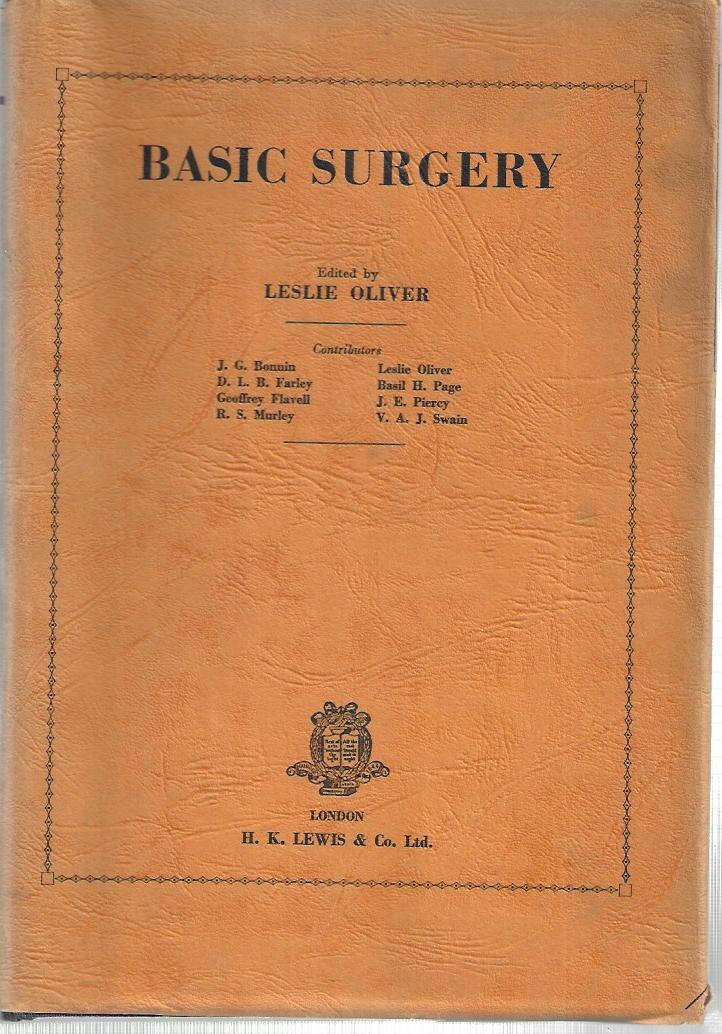 BASIC SURGERY
Edited by
LESLIE OLIVER
Contributors
J. G. Bonnin
D. L. B. Farley
Geoffrey Flavell
R. S. Murley
Leslie Oliver
Basil H. Page
J. E. Piercy
V. A. J. Swain
LONDON
H. K. LEWIS & Co. Ltd.